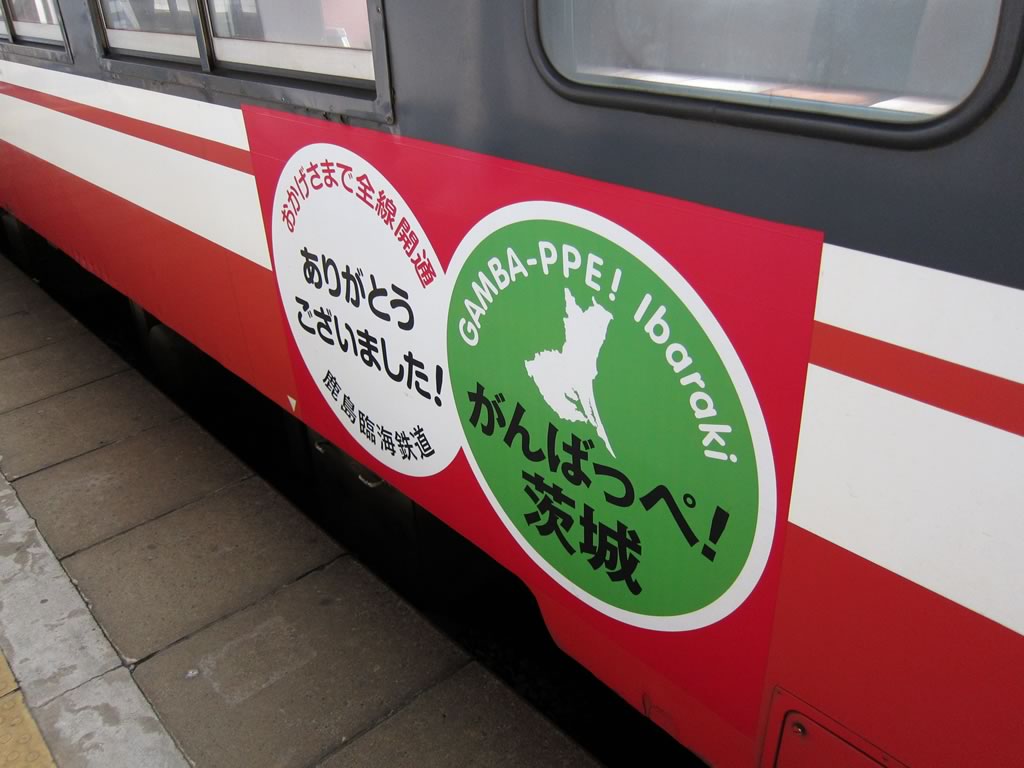 おかげさまで全線開通
ありがとう
ございました!
鹿島臨海鉄道
GAMBA-PPE! Ibaraki
がんばっぺ!
茨城